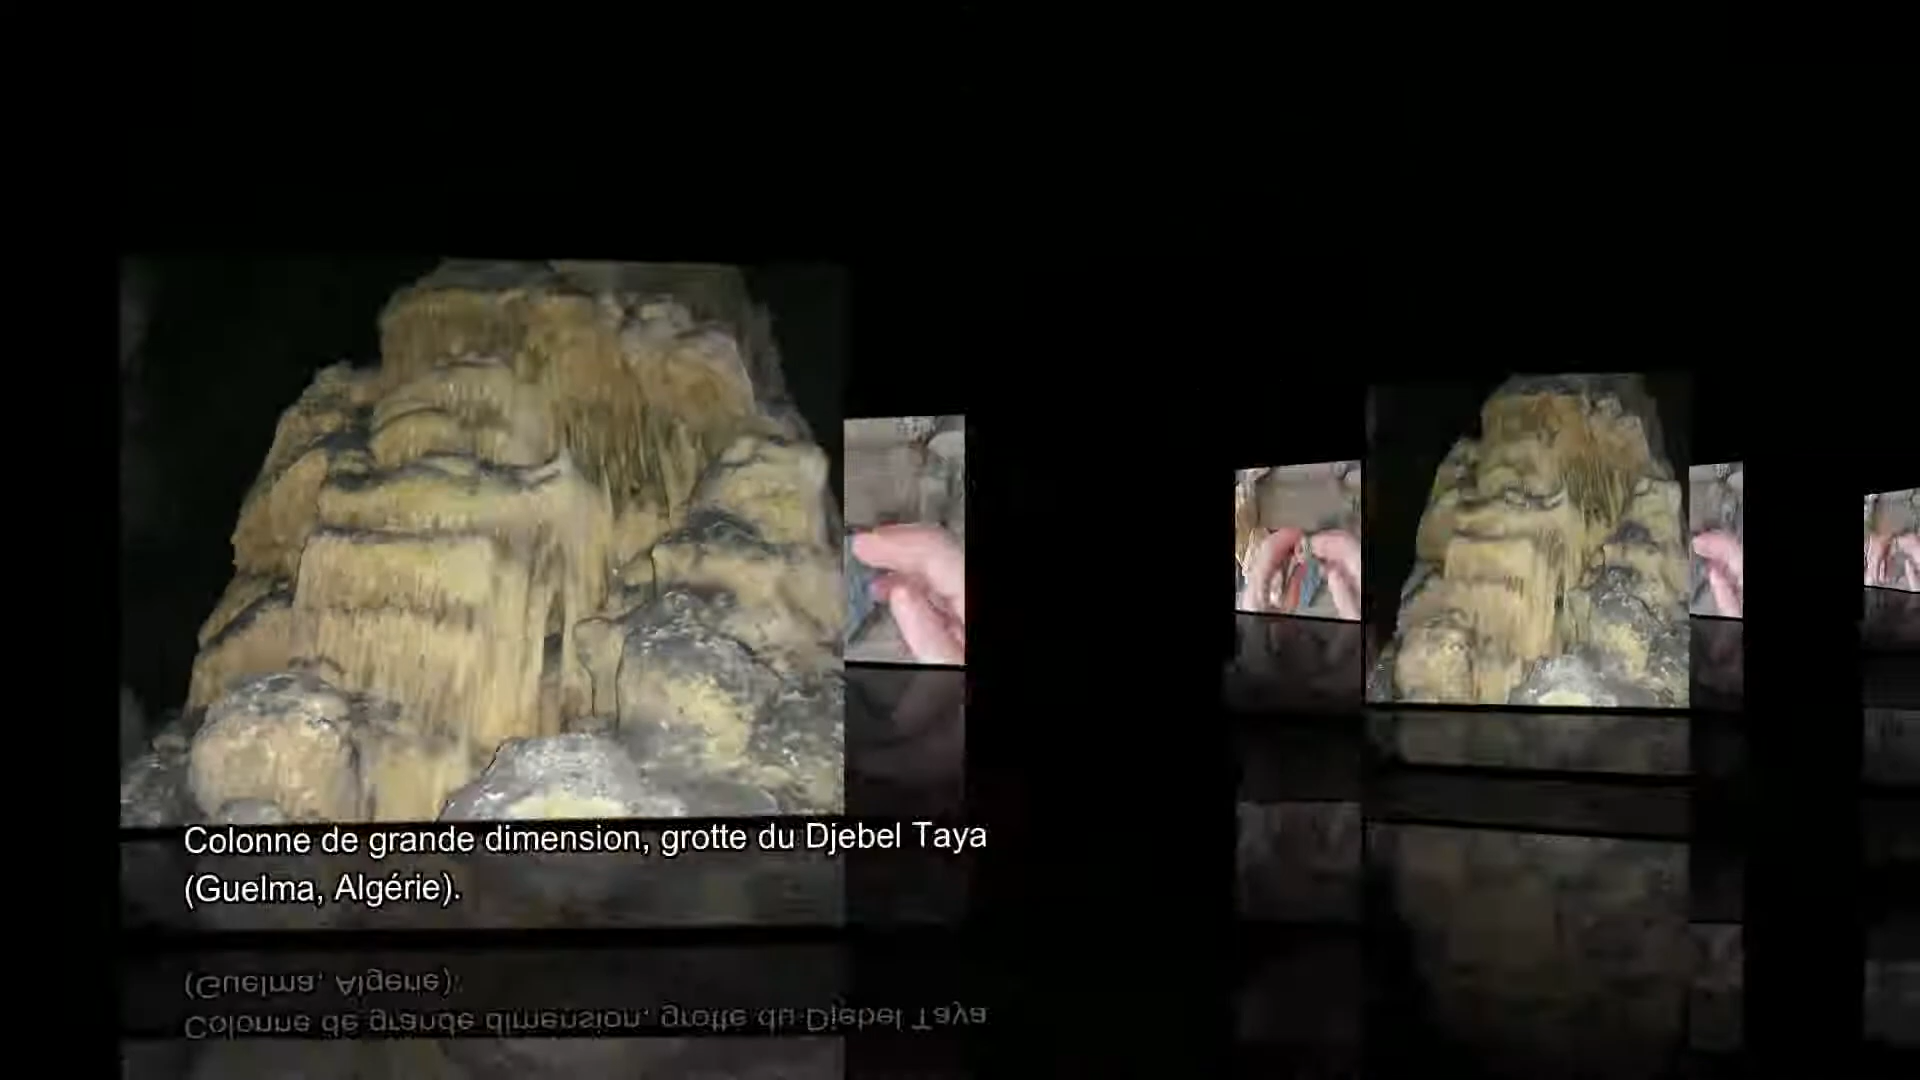 Colonne de grande dimension, grotte du Djebel Taya
(Guelma, Algérie).